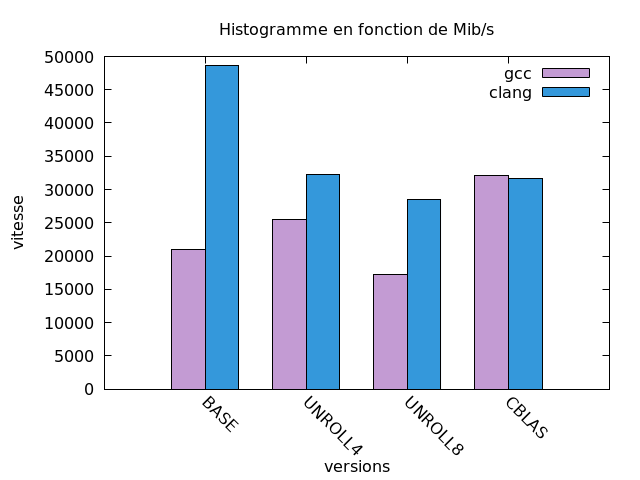 Histogramme en fonction de Mib/s
50000
45000
40000
35000
30000
25000
20000
15000
10000
5000
0
vitesse
gcc
clang
BASE
UNROLL4
UNROLL8
CBLAS
versions